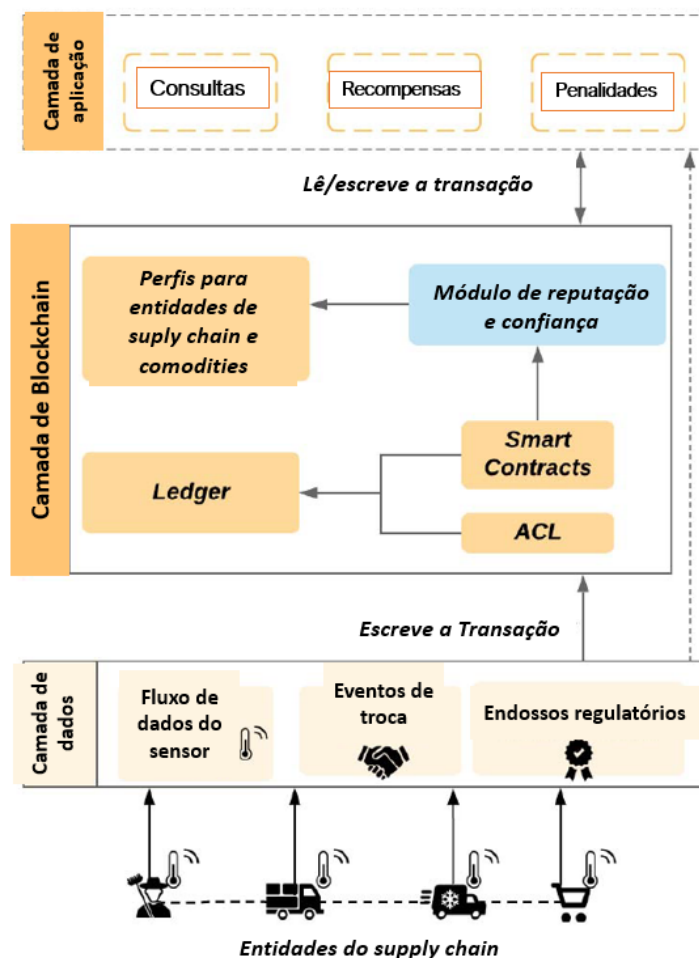 Camada de
aplicação
Consultas
Recompensas
Penalidades
Lê/escreve a transação
Camada de Blockchain
Perfis para
entidades de
suply chain e
comodities
Módulo de reputação
e confiança
Smart
Contracts
Ledger
ACL
Escreve a Transação
Camada de
dados
Fluxo de
dados do
sensor
Eventos de
troca
Endossos regulatórios
Entidades do supply chain